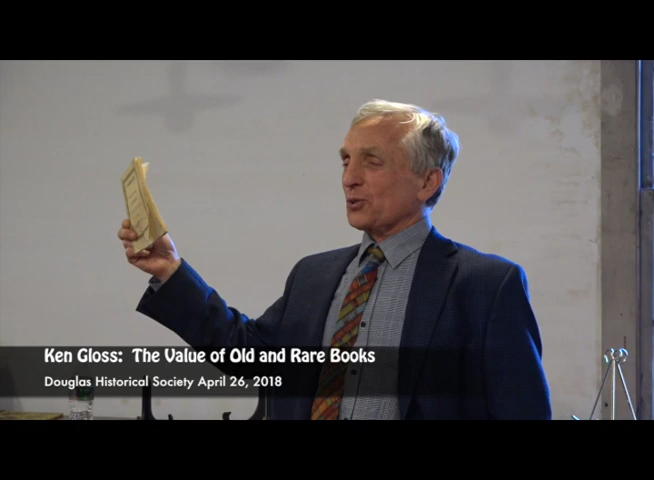 Ken Gloss:  The Value of Old and Rare Books
Douglas Historical Society April 26, 2018